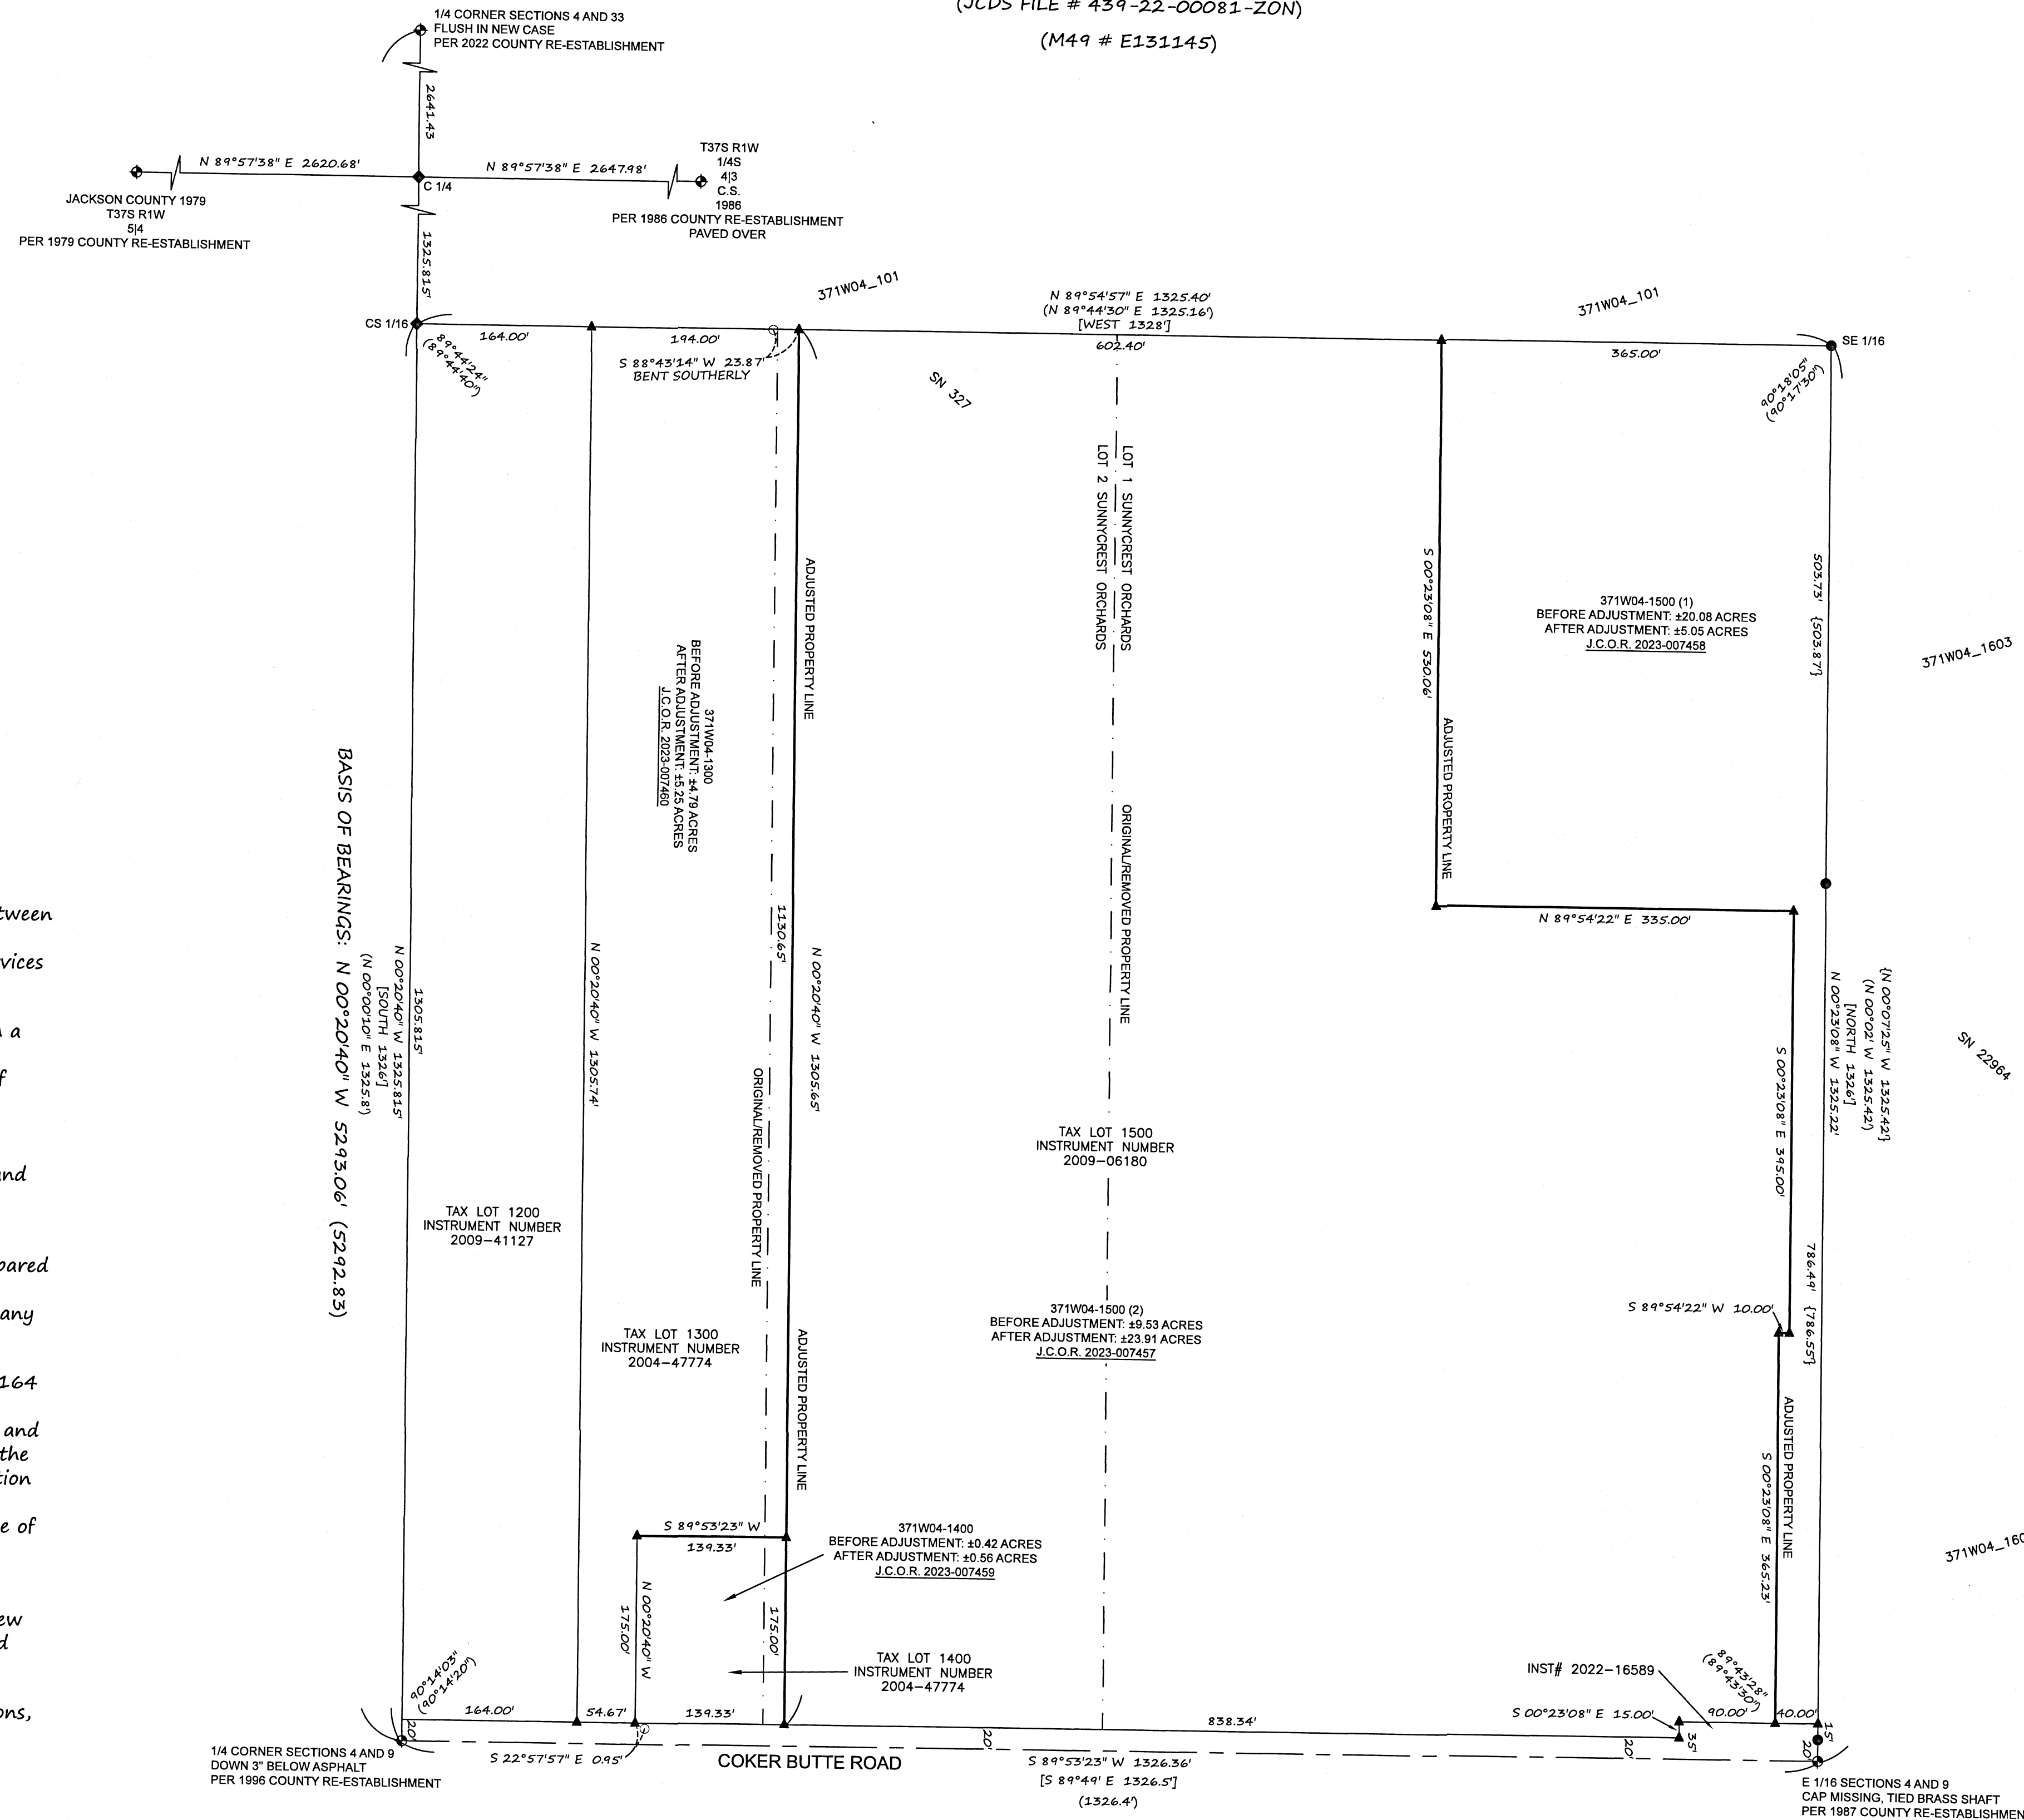 (JCDS FILE # 439-22-00081-ZON)
(M49 # E131145)
1/4 CORNER SECTIONS 4 AND 33
FLUSH IN NEW CASE
PER 2022 COUNTY RE-ESTABLISHMENT
2641.43
N 89°57'38" E 2620.68'
N 89°57'38" E 2647.98'
C 1/4
JACKSON COUNTY 1979
T37S R1W
5|4
PER 1979 COUNTY RE-ESTABLISHMENT
T37S R1W
1/4S
4|3
C.S.
1986
PER 1986 COUNTY RE-ESTABLISHMENT
PAVED OVER
1325.815'
371W04_101
N 89°54'57" E 1325.40'
(N 89°44'30" E 1325.16')
[WEST 1328']
371W04_101
CS 1/16
164.00'
194.00'
602.40'
365.00'
SE 1/16
89°44'24"
(89°44'40")
S 88°43'14" W 23.87'
BENT SOUTHERLY
SN 327
90°18'05"
(90°17'30")
LOT 1 SUNNYCREST ORCHARDS
LOT 2 SUNNYCREST ORCHARDS
ADJUSTED PROPERTY LINE
S 00°23'08" E 530.06'
ADJUSTED PROPERTY LINE
371W04-1500 (1)
BEFORE ADJUSTMENT: ±20.08 ACRES
AFTER ADJUSTMENT: ±5.05 ACRES
J.C.O.R. 2023-007458
503.73' {503.87'}
371W04_1603
371W04-1300
BEFORE ADJUSTMENT: ±4.79 ACRES
AFTER ADJUSTMENT: ±5.25 ACRES
J.C.O.R. 2023-007460
BASIS OF BEARINGS: N 00°20'40" W 5293.06' (5292.83)
1305.815'
N 00°20'40" W 1325.815'
[SOUTH 1326']
(N 00°00'10" E 1325.8')
N 00°20'40" W 1305.74'
1130.65'
N 00°20'40" W 1305.65'
ORIGINAL/REMOVED PROPERTY LINE
ORIGINAL/REMOVED PROPERTY LINE
N 89°54'22" E 335.00'
S 00°23'08" E 395.00'
{N 00°07'25" W 1325.42'}
(N 00°02' W 1325.42')
[NORTH 1326']
N 00°23'08" W 1325.22'
SN 22964
tween
vices
a
f
TAX LOT 1500
INSTRUMENT NUMBER
2009-06180
TAX LOT 1200
INSTRUMENT NUMBER
2009-41127
und
pared
any
164
and
the
tion
e of
ew
d
ons,
786.49' {786.55'}
S 89°54'22" W 10.00'
371W04-1500 (2)
BEFORE ADJUSTMENT: ±9.53 ACRES
AFTER ADJUSTMENT: ±23.91 ACRES
J.C.O.R. 2023-007457
TAX LOT 1300
INSTRUMENT NUMBER
2004-47774
ADJUSTED PROPERTY LINE
ADJUSTED PROPERTY LINE
S 00°23'08" E 365.23'
S 89°53'23" W
139.33'
371W04-1400
BEFORE ADJUSTMENT: ±0.42 ACRES
AFTER ADJUSTMENT: ±0.56 ACRES
J.C.O.R. 2023-007459
371W04_160
N 00°20'40" W
175.00'
175.00'
TAX LOT 1400
INSTRUMENT NUMBER
2004-47774
INST# 2022-16589
89°43'28"
(89°43'30")
90°14'03"
(90°14'20")
164.00'
54.67'
139.33'
838.34'
S 00°23'08" E 15.00'
90.00'
40.00'
20'
20'
20'
35'
15'
20'
1/4 CORNER SECTIONS 4 AND 9
DOWN 3" BELOW ASPHALT
PER 1996 COUNTY RE-ESTABLISHMENT
S 22°57'57" E 0.95'
COKER BUTTE ROAD
S 89°53'23" W 1326.36'
[S 89°49' E 1326.5']
(1326.4')
E 1/16 SECTIONS 4 AND 9
CAP MISSING, TIED BRASS SHAFT
PER 1987 COUNTY RE-ESTABLISHMEN